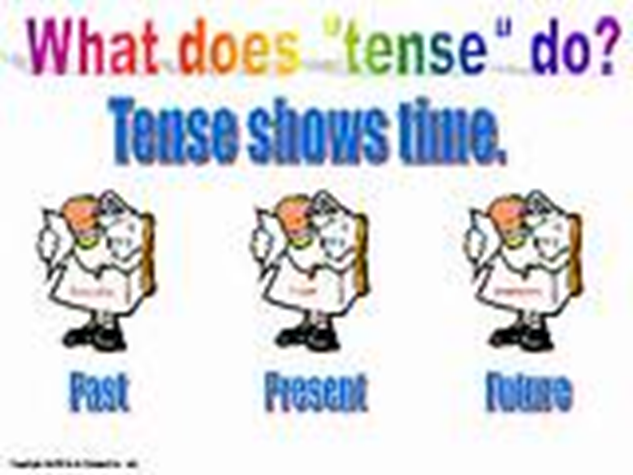 What does "tense" do?
Tense shows time.
Past Present Future